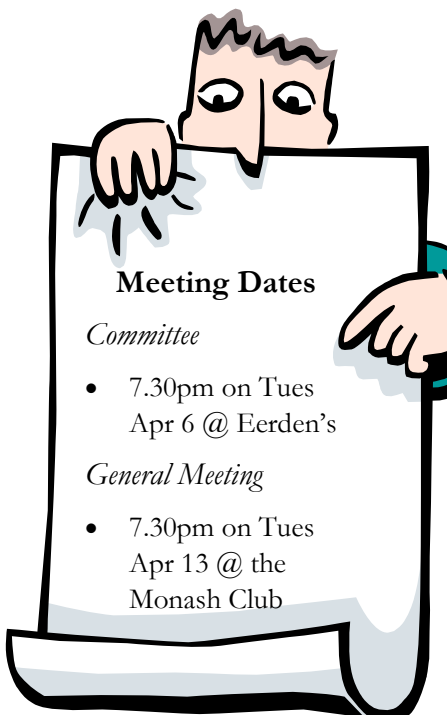 Meeting Dates
Committee
• 7.30pm on Tues
Apr 6 @ Eerden's
General Meeting
• 7.30pm on Tues
Apr 13 @ the
Monash Club